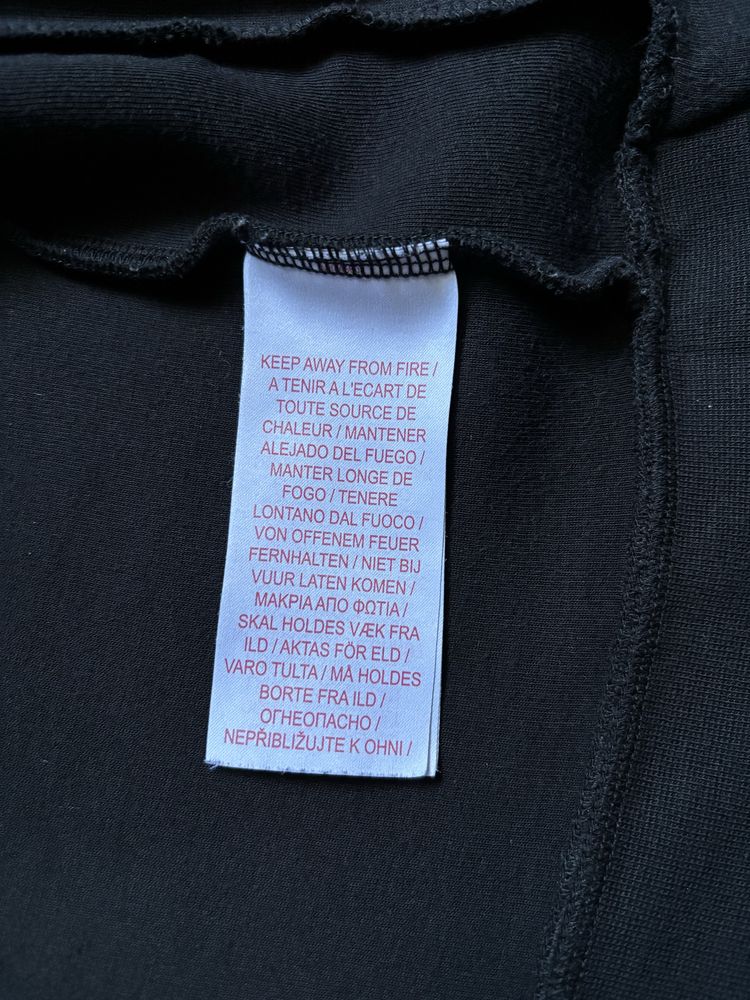 KEEP AWAY FROM FIRE /
A TENIR A L'ECART DE
TOUTE SOURCE DE
CHALEUR / MANTENER
ALEJADO DEL FUEGO /
MANTER LONGE DE
FOGO / TENERE
LONTANO DAL FUOCO /
VON OFFENEM FEUER
FERNHALTEN / NIET BIJ
VUUR LATEN KOMEN /
ΜΑΚΡΙΑ ΑΠΟ ΦΩΤΙΑ /
SKAL HOLDES VÆK FRA
ILD / AKTAS FÖR ELD /
VARO TULTA / MÅ HOLDES
BORTE FRA ILD /
ОГНЕОПАСНО /
NEPŘIBLIŽUJTE K OHNI /